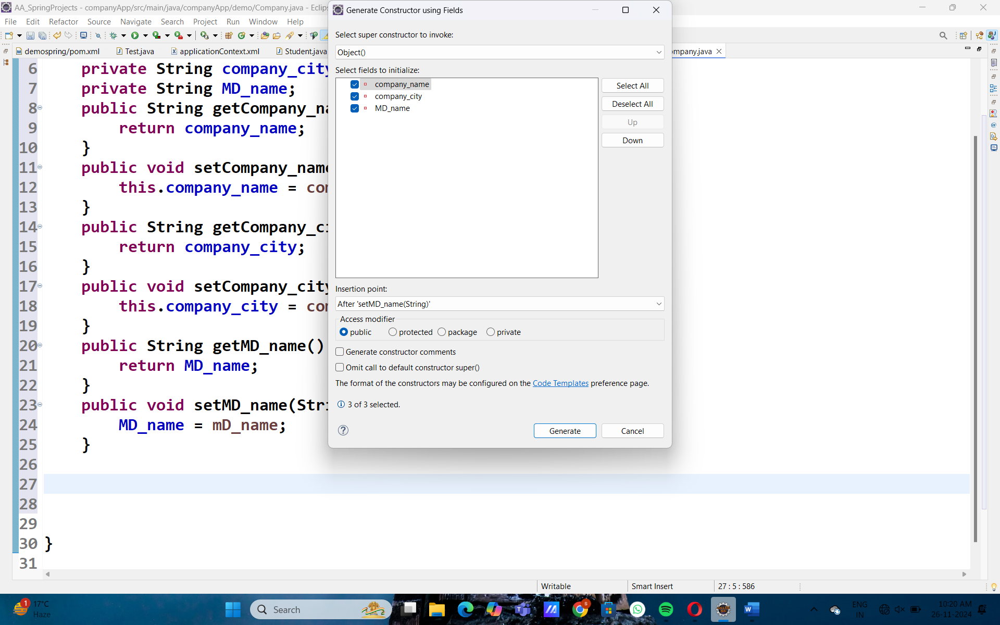 AA_SpringProjects - companyApp/src/main/java/companyApp/demo/Company.java - Eclips
File Edit Refactor Source Navigate Search Project Run Window Help
demospring/pom.xml Test.java applicationContext.xml Student.java ompany.java
6 private String company_city
7 private String MD_name;
8 public String getCompany_na
9 return company_name;
10 }
11 public void setCompany_name
12 this.company_name = com
13 }
14 public String getCompany_ci
15 return company_city;
16 }
17 public void setCompany_city
18 this.company_city = com
19 }
20 public String getMD_name()
21 return MD_name;
22 }
23 public void setMD_name(Stri
24 MD_name = mD_name;
25 }
26
27
28
29
30 }
31
Generate Constructor using Fields
Select super constructor to invoke:
Object()
Select fields to initialize:
company_name
company_city
MD_name
Select All
Deselect All
Up
Down
Insertion point:
After 'setMD_name(String)'
Access modifier
public protected package private
Generate constructor comments
Omit call to default constructor super()
The format of the constructors may be configured on the Code Templates preference page.
3 of 3 selected.
Generate Cancel
Writable Smart Insert 27 : 5 : 586
1
17°C
Haze
Search
ENG
IN
10:20 AM
26-11-2024